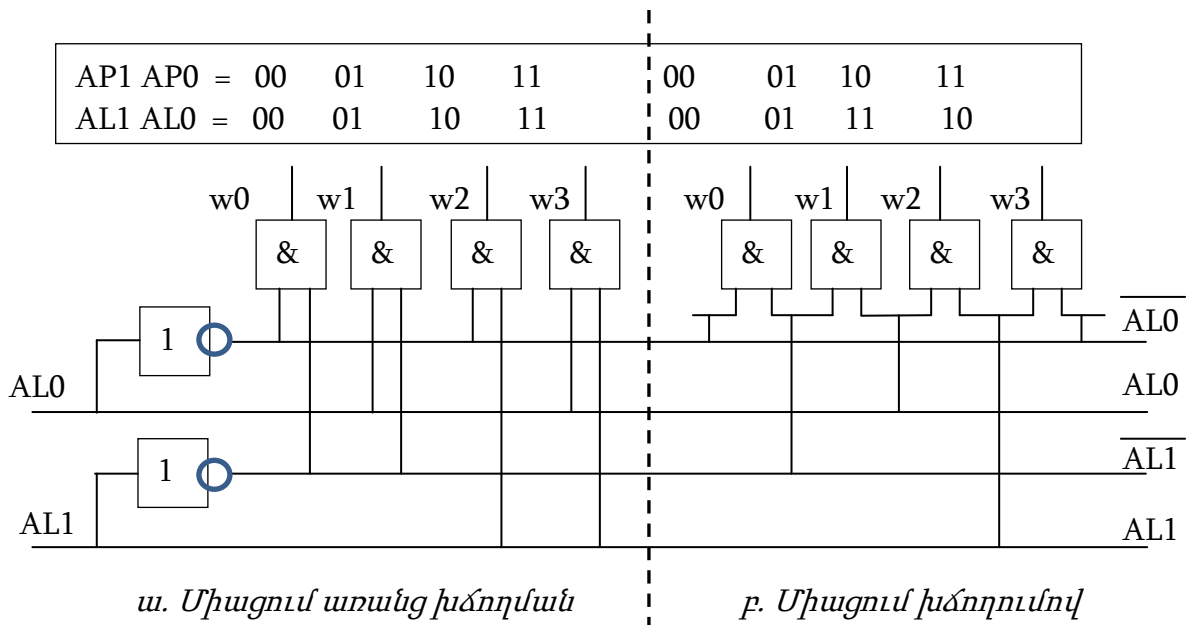 AP1 AP0 = 00 01 10 11 00 01 10 11
AL1 AL0 = 00 01 10 11 00 01 11 10
w0 w1 w2 w3 w0 w1 w2 w3
& & & & & & & &
1 AL0
AL0 AL0
1 AL1
AL1 AL1
ա. Միացում առանց խճողման բ. Միացում խճողումով